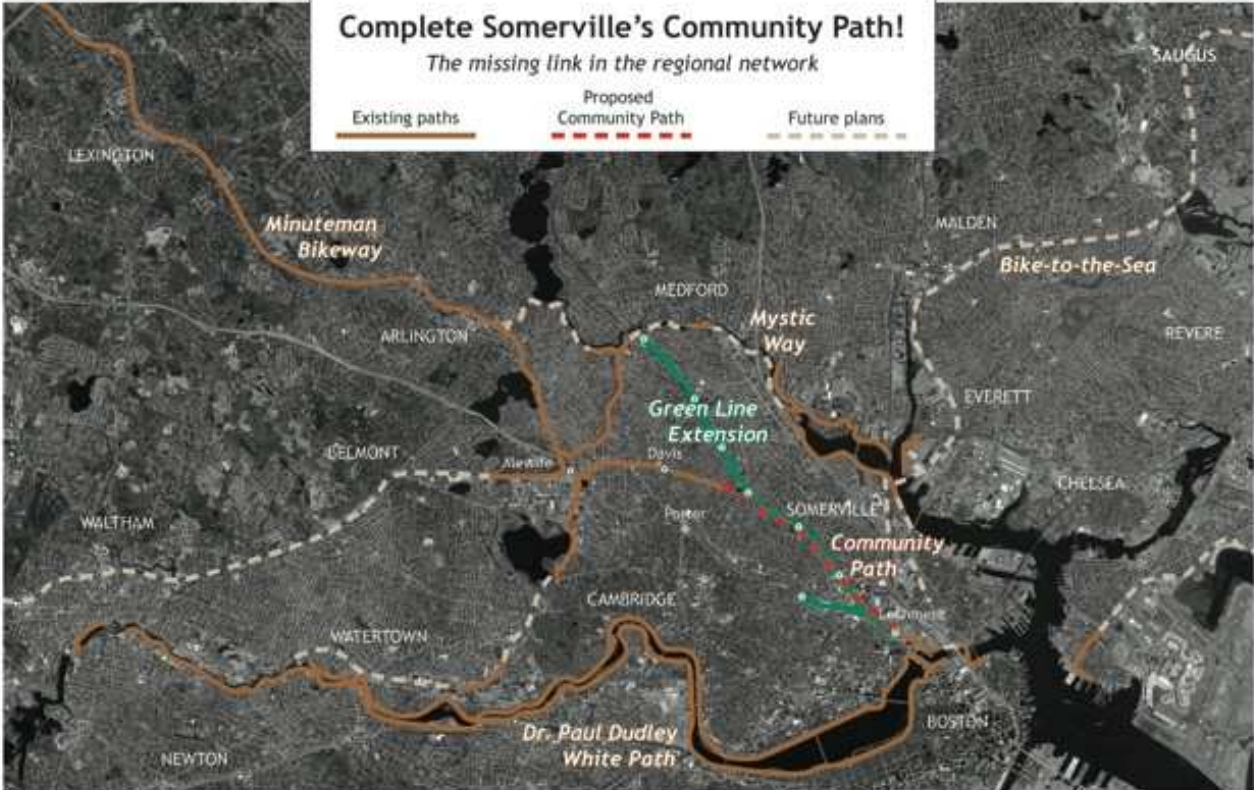 Complete Somerville's Community Path!
The missing link in the regional network
Existing paths
Proposed
Community Path
Future plans
SAUGUS
LEXINGTON
Minuteman
Bikeway
MALDEN
Bike-to-the-Sea
MEDFORD
Mystic
Way
ARLINGTON
REVERE
Green Line
Extension
EVERETT
BELMONT
Alewife
Davis
CHELSEA
WALTHAM
Porter
SOMERVILLE
Community
Path
CAMBRIDGE
Lechmere
WATERTOWN
Dr. Paul Dudley
White Path
BOSTON
NEWTON